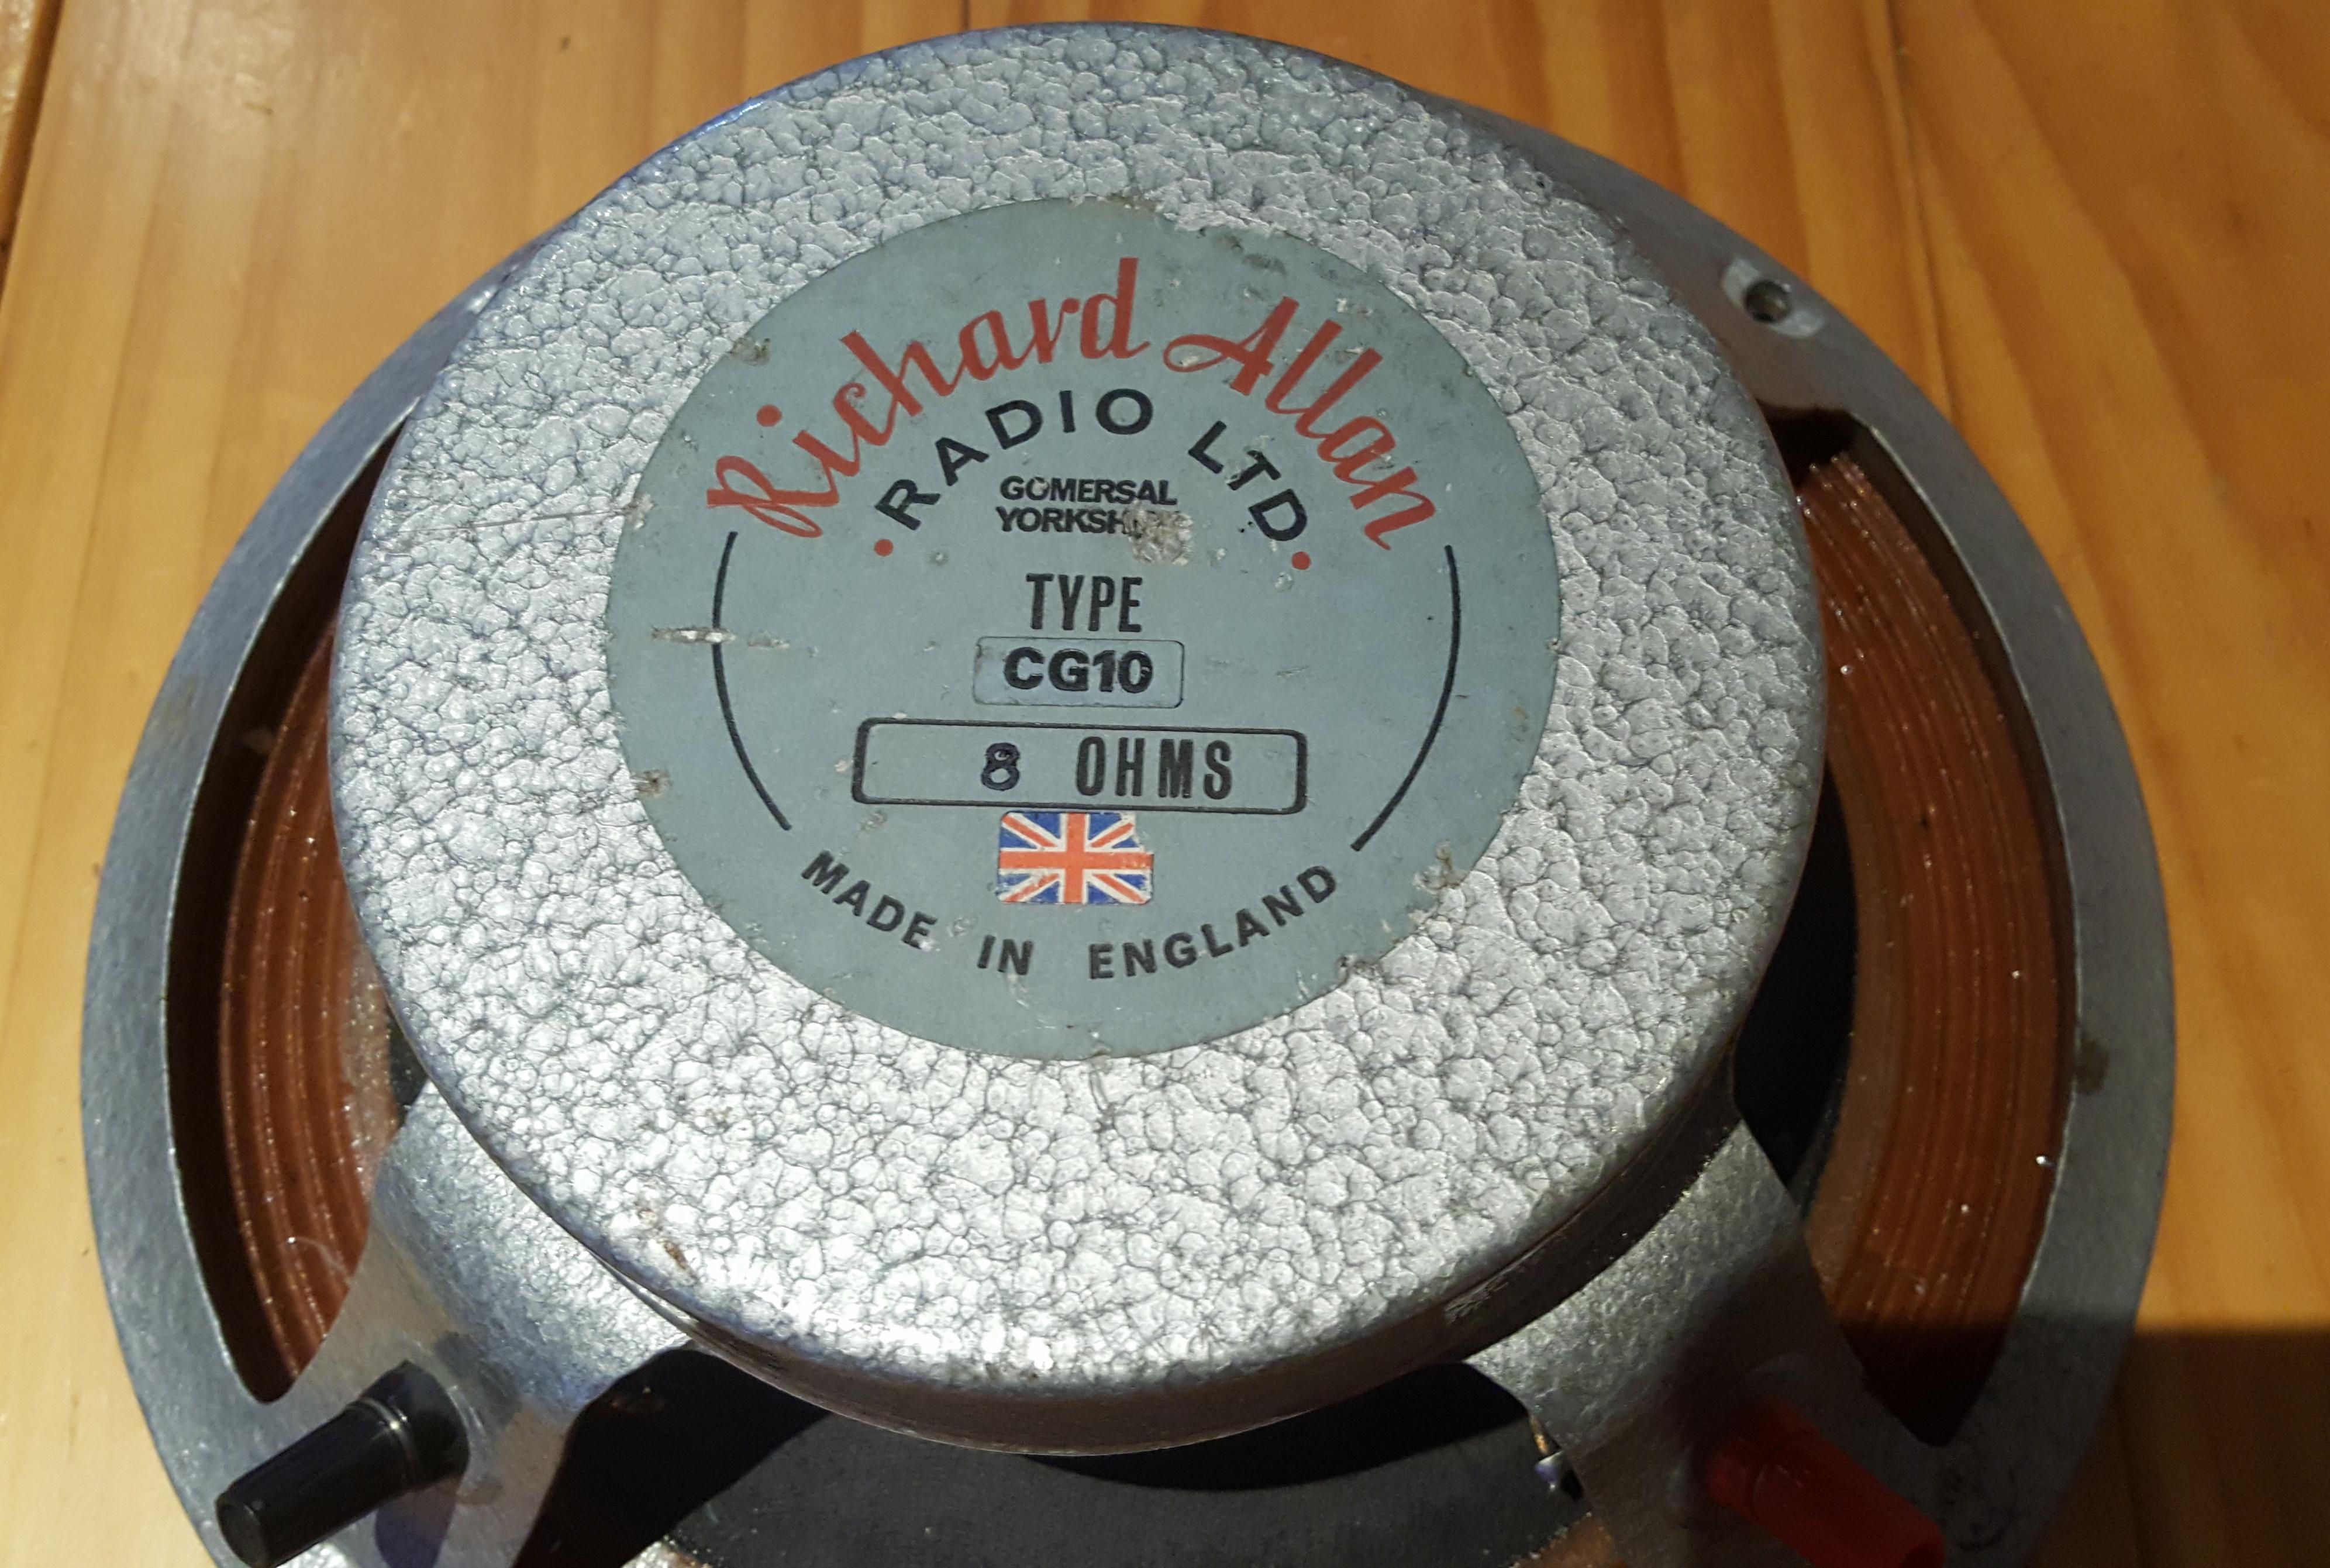 Richard Allan
RADIO LTD
GOMERSAL
TYPE
CG10
8 OHMS
MADE IN ENGLAND